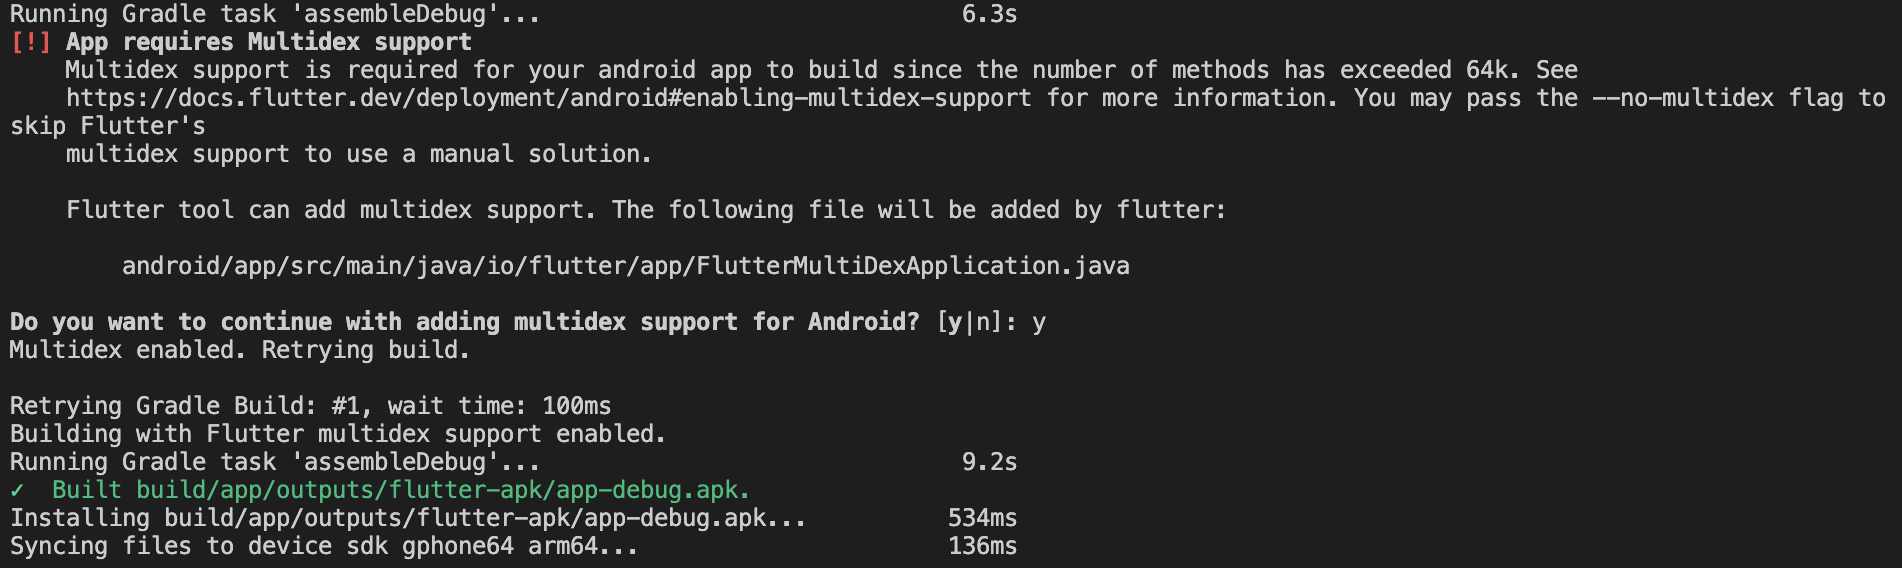 Running Gradle task 'assembleDebug'... 6.3s
[!] App requires Multidex support
Multidex support is required for your android app to build since the number of methods has exceeded 64k. See
https://docs.flutter.dev/deployment/android#enabling-multidex-support for more information. You may pass the --no-multidex flag to
skip Flutter's
multidex support to use a manual solution.
Flutter tool can add multidex support. The following file will be added by flutter:
android/app/src/main/java/io/flutter/app/FlutterMultiDexApplication.java
Do you want to continue with adding multidex support for Android? [y|n]: y
Multidex enabled. Retrying build.
Retrying Gradle Build: #1, wait time: 100ms
Building with Flutter multidex support enabled.
Running Gradle task 'assembleDebug'... 9.2s
✓ Built build/app/outputs/flutter-apk/app-debug.apk.
Installing build/app/outputs/flutter-apk/app-debug.apk... 534ms
Syncing files to device sdk gphone64 arm64... 136ms